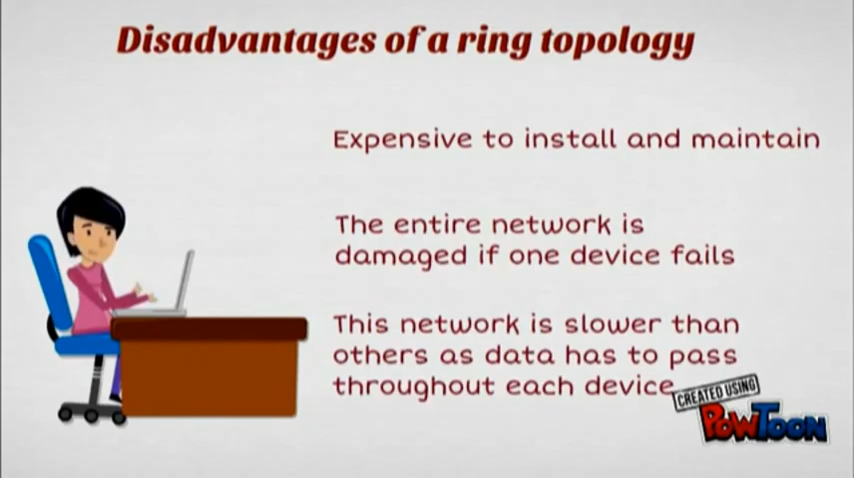 Disadvantages of a ring topology
Expensive to install and maintain
The entire network is
damaged if one device fails
This network is slower than
others as data has to pass
throughout each device
CREATED USING
POWTOON